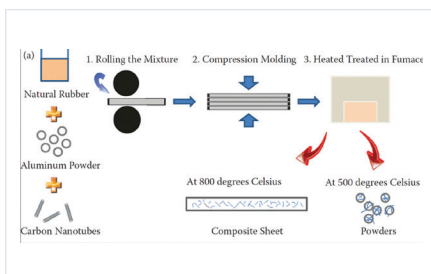 (a)
1. Rolling the Mixture
2. Compression Molding
3. Heated Treated in Furnace
Natural Rubber
Aluminum Powder
Carbon Nanotubes
At 800 degrees Celsius
At 500 degrees Celsius
Composite Sheet
Powders